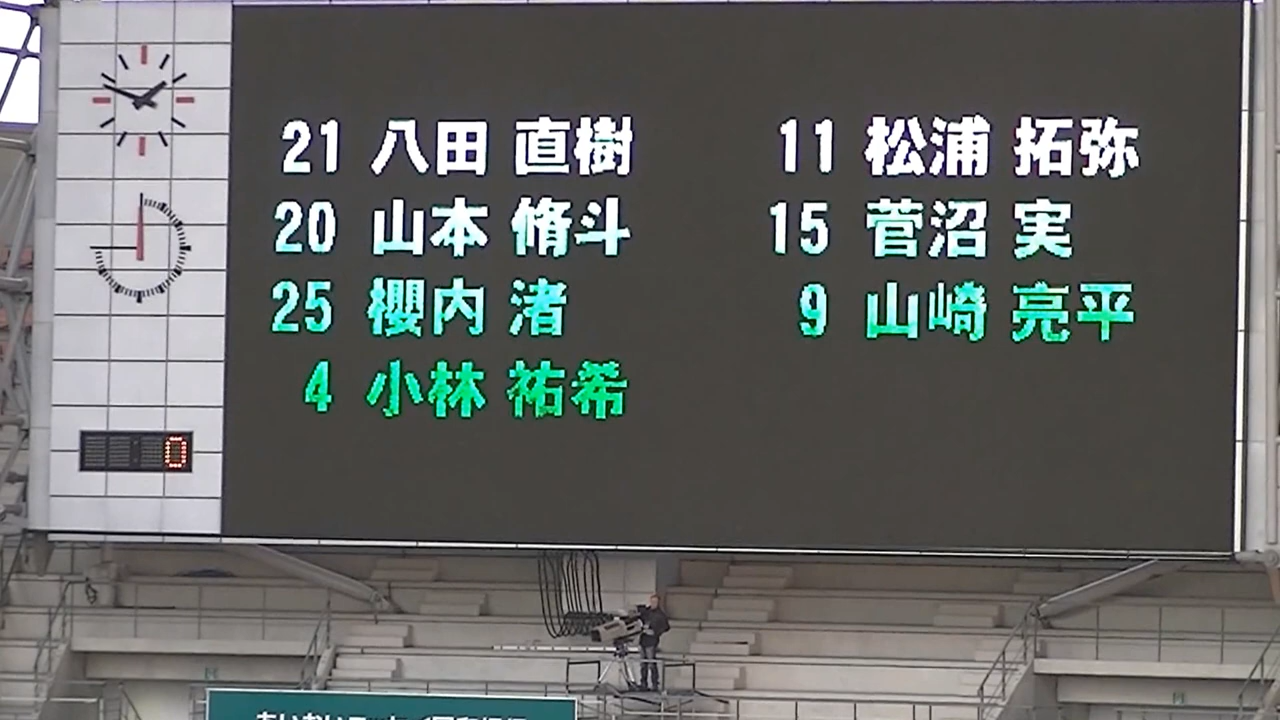 21 八田 直樹
20 山本 脩斗
25 櫻内 渚
4 小林 祐希
11 松浦 拓弥
15 菅沼 実
9 山崎 亮平
0